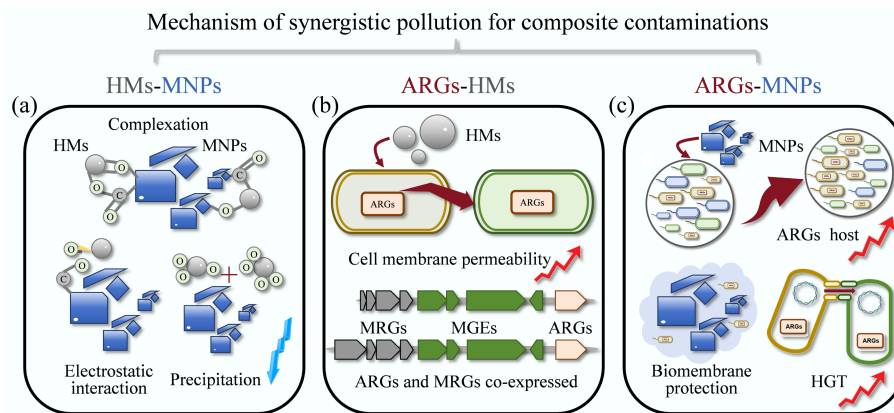 Mechanism of synergistic pollution for composite contaminations
HMs-MNPs
ARGs-HMs
ARGs-MNPs
(a)
Complexation
HMs
MNPs
O
O
C
O
O
C
O
O
O
C
O
O
O
+
O
O
O
Electrostatic
interaction
Precipitation
(b)
HMs
ARGs
ARGs
Cell membrane permeability
MRGs
MGEs
ARGs
ARGs and MRGs co-expressed
(c)
MNPs
ARGs host
Biomembrane
protection
ARGs
ARGs
HGT